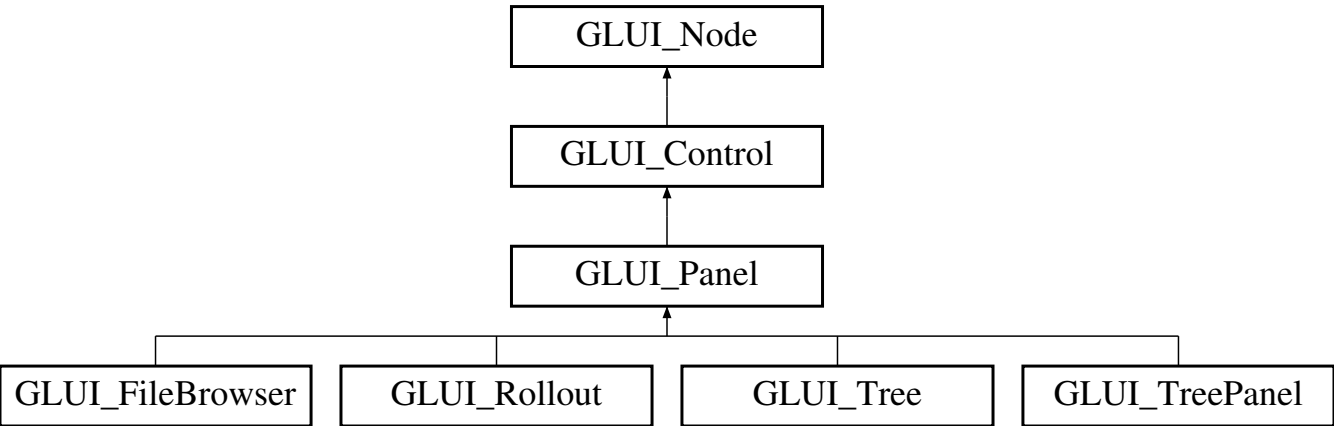 GLUI_Node
GLUI_Control
GLUI_Panel
GLUI_FileBrowser
GLUI_Rollout
GLUI_Tree
GLUI_TreePanel